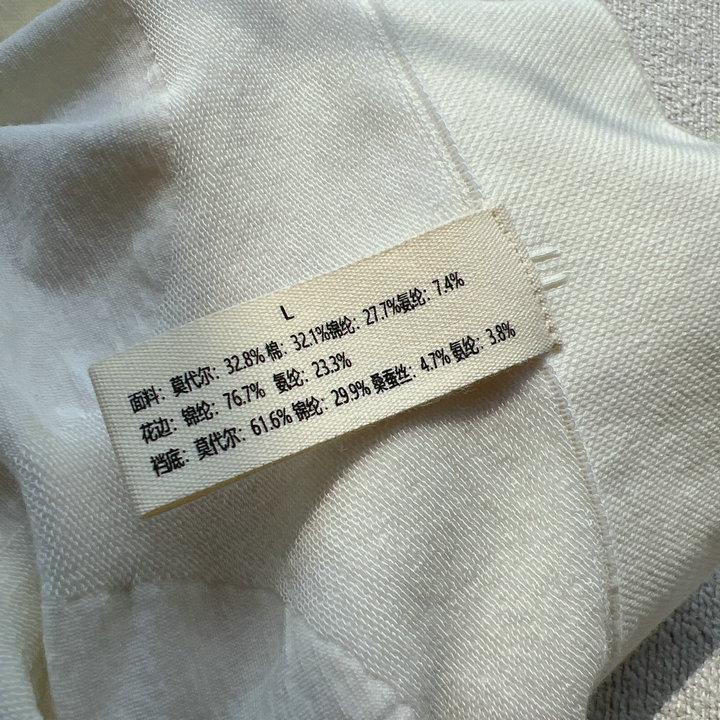 L
面料：莫代尔：32.8% 棉：32.1%锦纶：27.7%氨纶：7.4%
花边：锦纶：76.7% 氨纶：23.3%
裆底：莫代尔：61.6% 锦纶：29.9% 桑蚕丝：4.7% 氨纶：3.8%